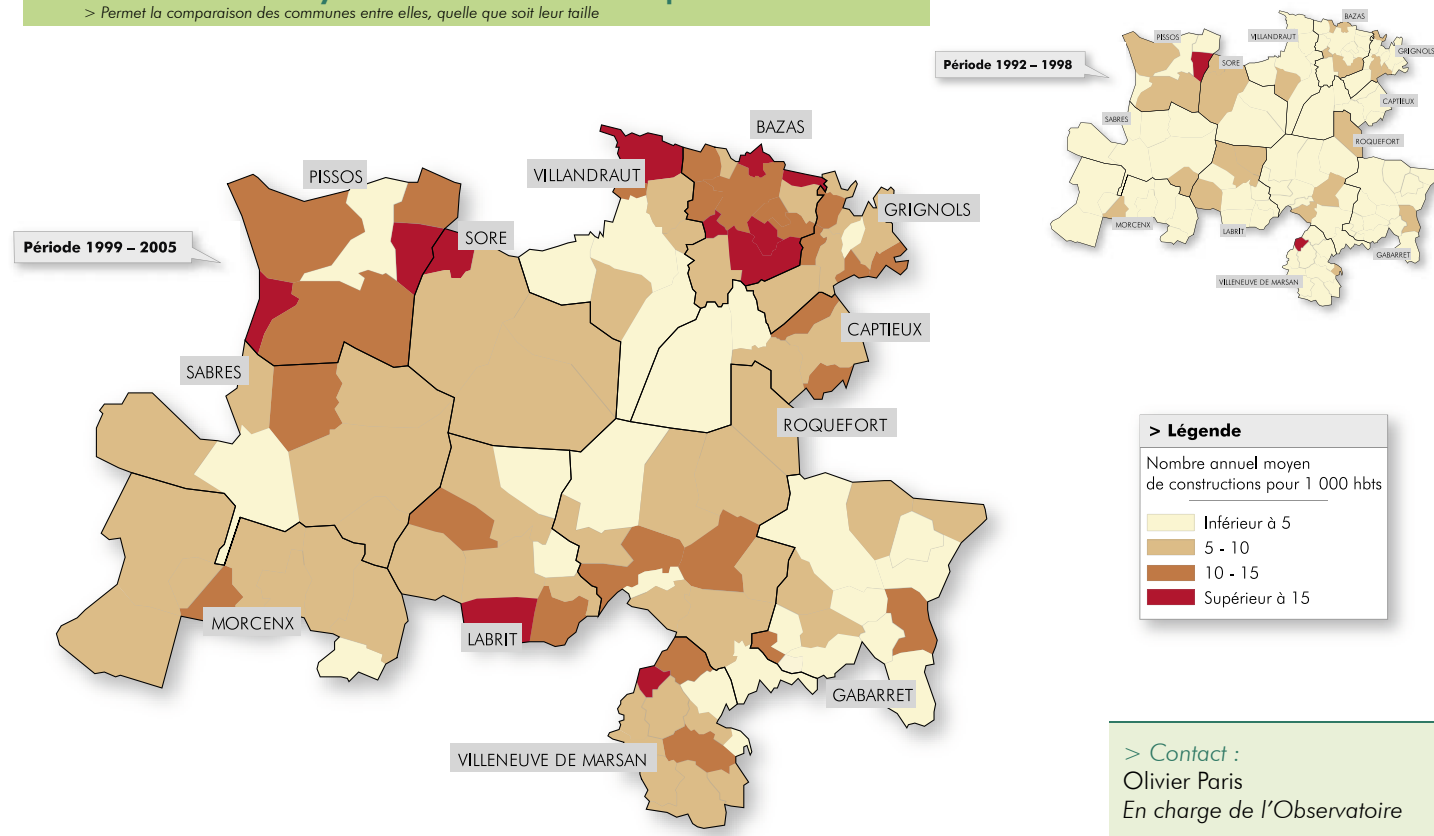 > Permet la comparaison des communes entre elles, quelle que soit leur taille
Période 1992 – 1998
BAZAS
PISSOS
VILLANDRAUT
GRIGNOLS
SORE
CAPTIEUX
SABRES
ROQUEFORT
MORCENX
LABRIT
GABARRET
VILLENEUVE DE MARSAN
Période 1999 – 2005
BAZAS
PISSOS
VILLANDRAUT
GRIGNOLS
SORE
CAPTIEUX
SABRES
ROQUEFORT
MORCENX
LABRIT
GABARRET
VILLENEUVE DE MARSAN
> Légende
Nombre annuel moyen
de constructions pour 1 000 hbts
Inférieur à 5
5 - 10
10 - 15
Supérieur à 15
> Contact :
Olivier Paris
En charge de l'Observatoire